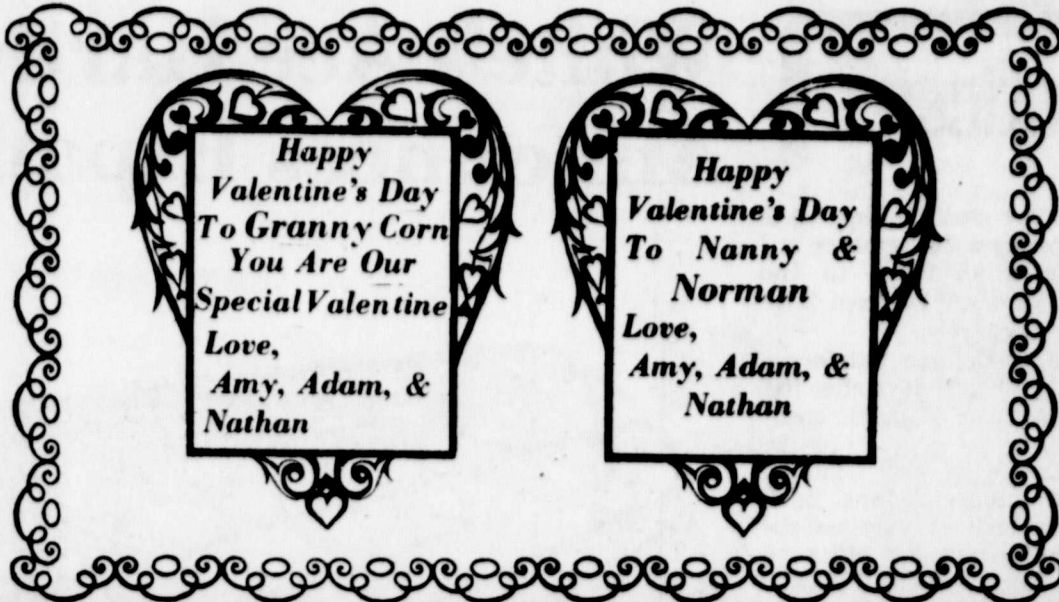 Happy
Valentine's Day
To Granny Corn
You Are Our
Special Valentine
Love,
Amy, Adam, &
Nathan
Happy
Valentine's Day
To Nanny &
Norman
Love,
Amy, Adam, &
Nathan